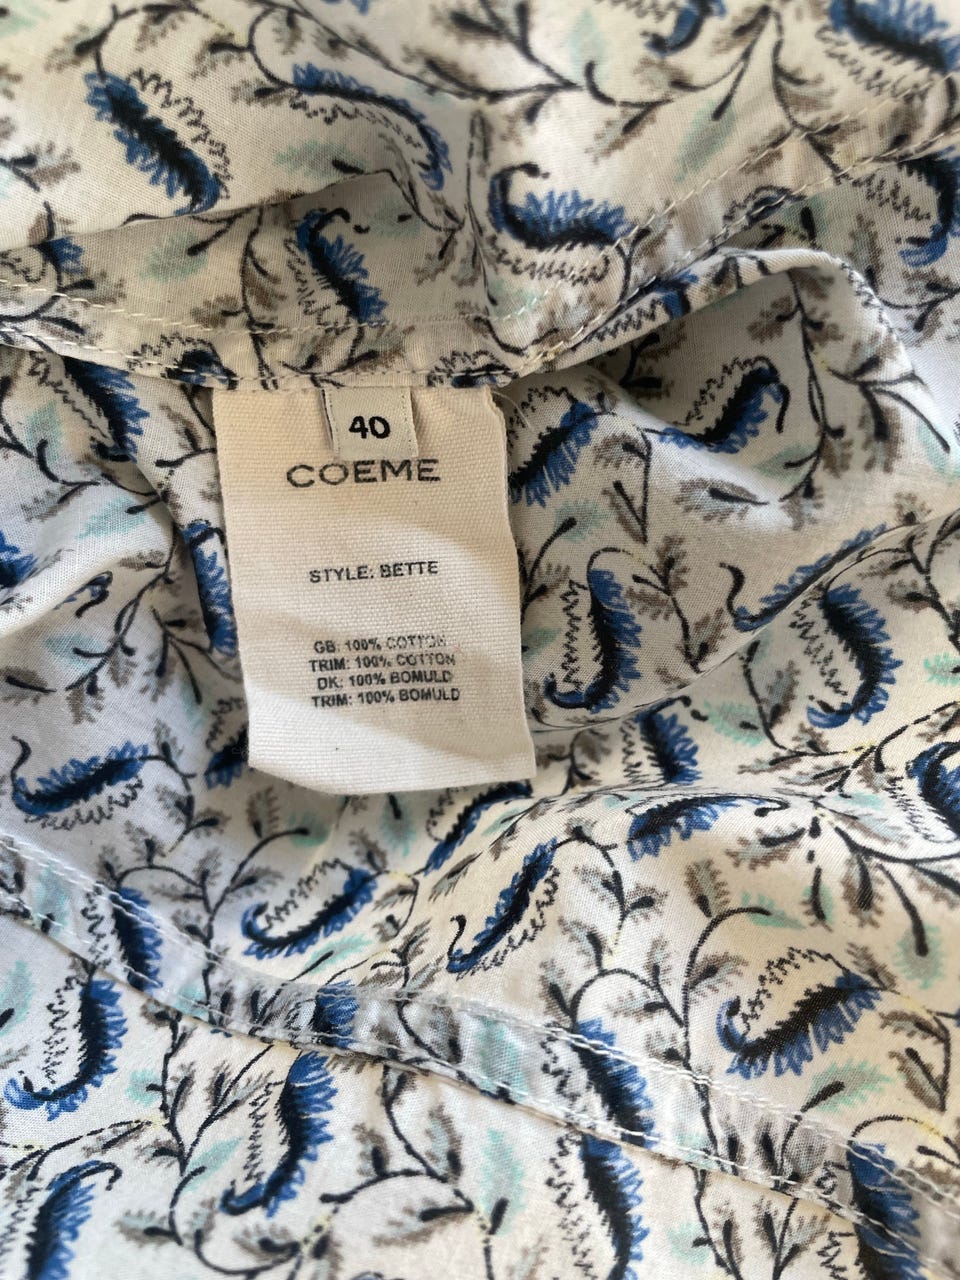 40
COEME
STYLE: BETTE
GB: 100% COTTON
TRIM: 100% COTTON
DK: 100% BOMULD
TRIM: 100% BOMULD